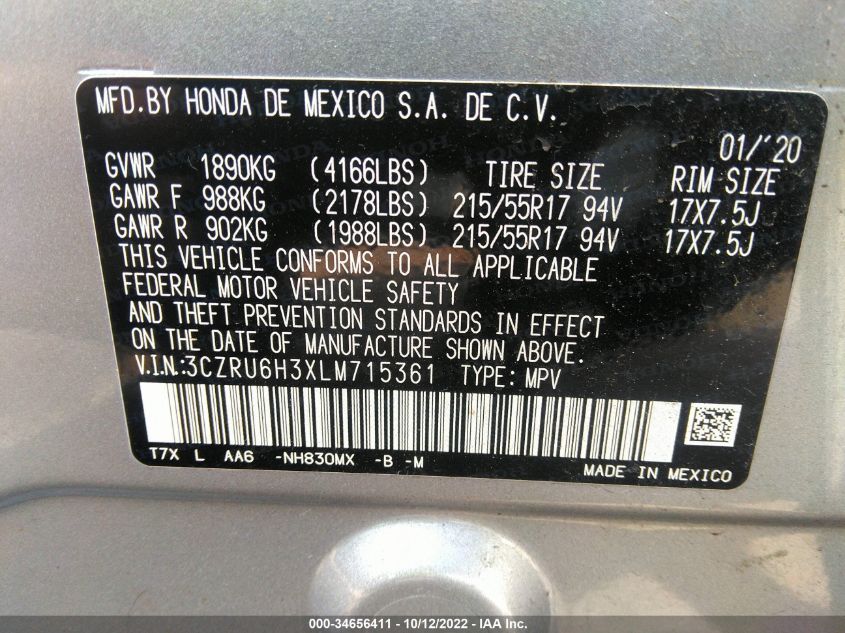 MFD.BY HONDA DE MEXICO S.A. DE C.V.
01/'20
GVWR 1890KG (4166LBS) TIRE SIZE RIM SIZE
GAWR F 988KG (2178LBS) 215/55R17 94V 17X7.5J
GAWR R 902KG (1988LBS) 215/55R17 94V 17X7.5J
THIS VEHICLE CONFORMS TO ALL APPLICABLE
FEDERAL MOTOR VEHICLE SAFETY
AND THEFT PREVENTION STANDARDS IN EFFECT
ON THE DATE OF MANUFACTURE SHOWN ABOVE.
V.I.N.:3CZRU6H3XLM715361 TYPE: MPV
T7X L AA6 -NH830MX -B -M
MADE IN MEXICO
000-34656411 - 10/12/2022 - IAA Inc.